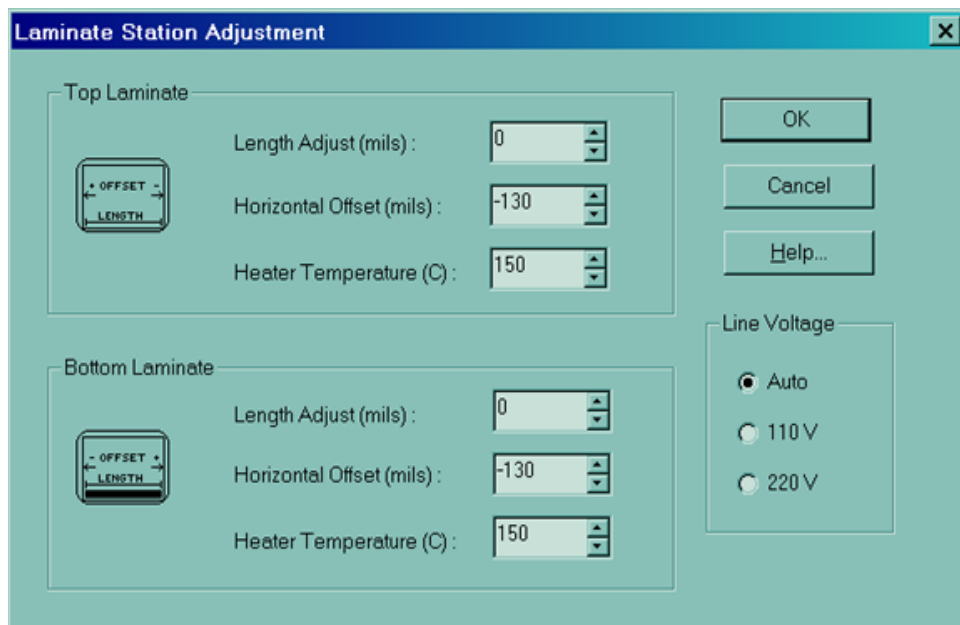 Laminate Station Adjustment
Top Laminate
+ OFFSET -
LENGTH
Length Adjust (mils) :
0
Horizontal Offset (mils) :
-130
Heater Temperature (C) :
150
Bottom Laminate
- OFFSET +
LENGTH
Length Adjust (mils) :
0
Horizontal Offset (mils) :
-130
Heater Temperature (C) :
150
OK
Cancel
Help...
Line Voltage
Auto
110 V
220 V